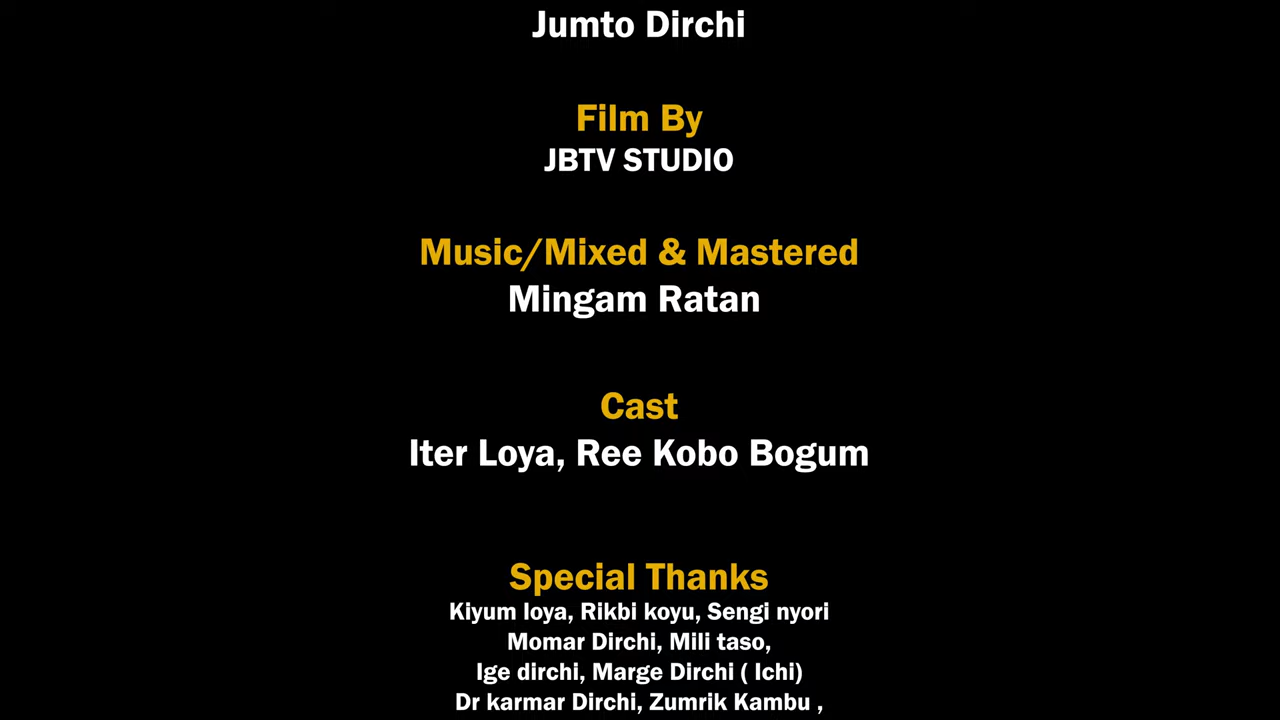 Jumto Dirchi
Film By
JBTV STUDIO
Music/Mixed & Mastered
Mingam Ratan
Cast
Iter Loya, Ree Kobo Bogum
Special Thanks
Kiyum loya, Rikbi koyu, Sengi nyori
Momar Dirchi, Mili taso,
Ige dirchi, Marge Dirchi ( Ichi)
Dr karmar Dirchi, Zumrik Kambu ,